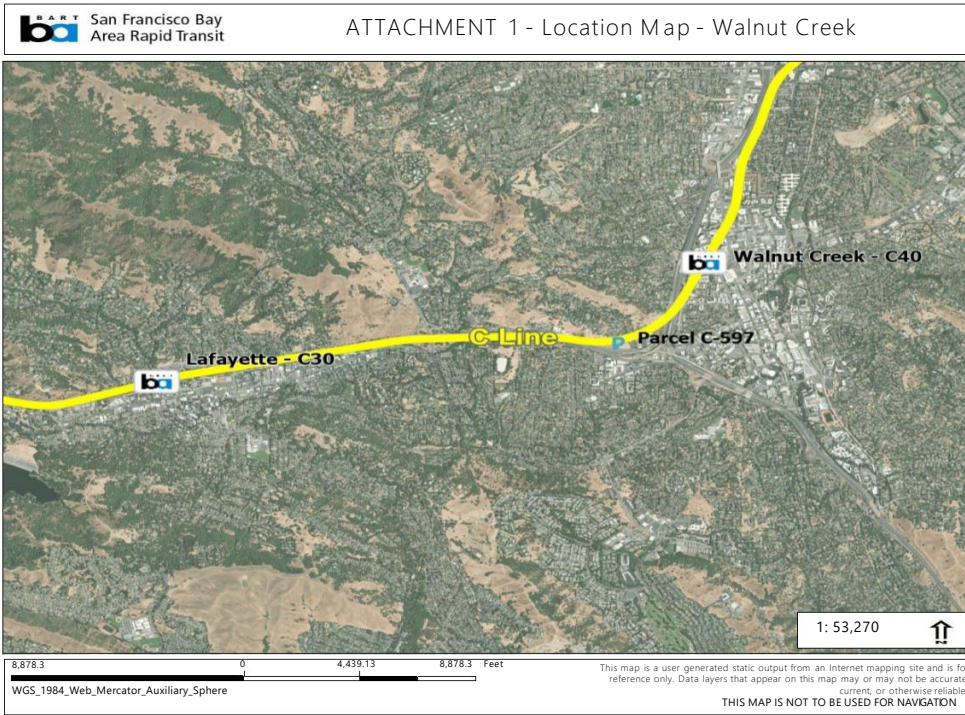 BART
ba
San Francisco Bay
Area Rapid Transit
ATTACHMENT 1 - Location Map - Walnut Creek
Walnut Creek - C40
C Line
P
Parcel C-597
Lafayette - C30
1: 53,270
N
8,878.3 0 4,439.13 8,878.3 Feet
WGS_1984_Web_Mercator_Auxiliary_Sphere
This map is a user generated static output from an Internet mapping site and is fo
reference only. Data layers that appear on this map may or may not be accurate
current, or otherwise reliable
THIS MAP IS NOT TO BE USED FOR NAVIGATION